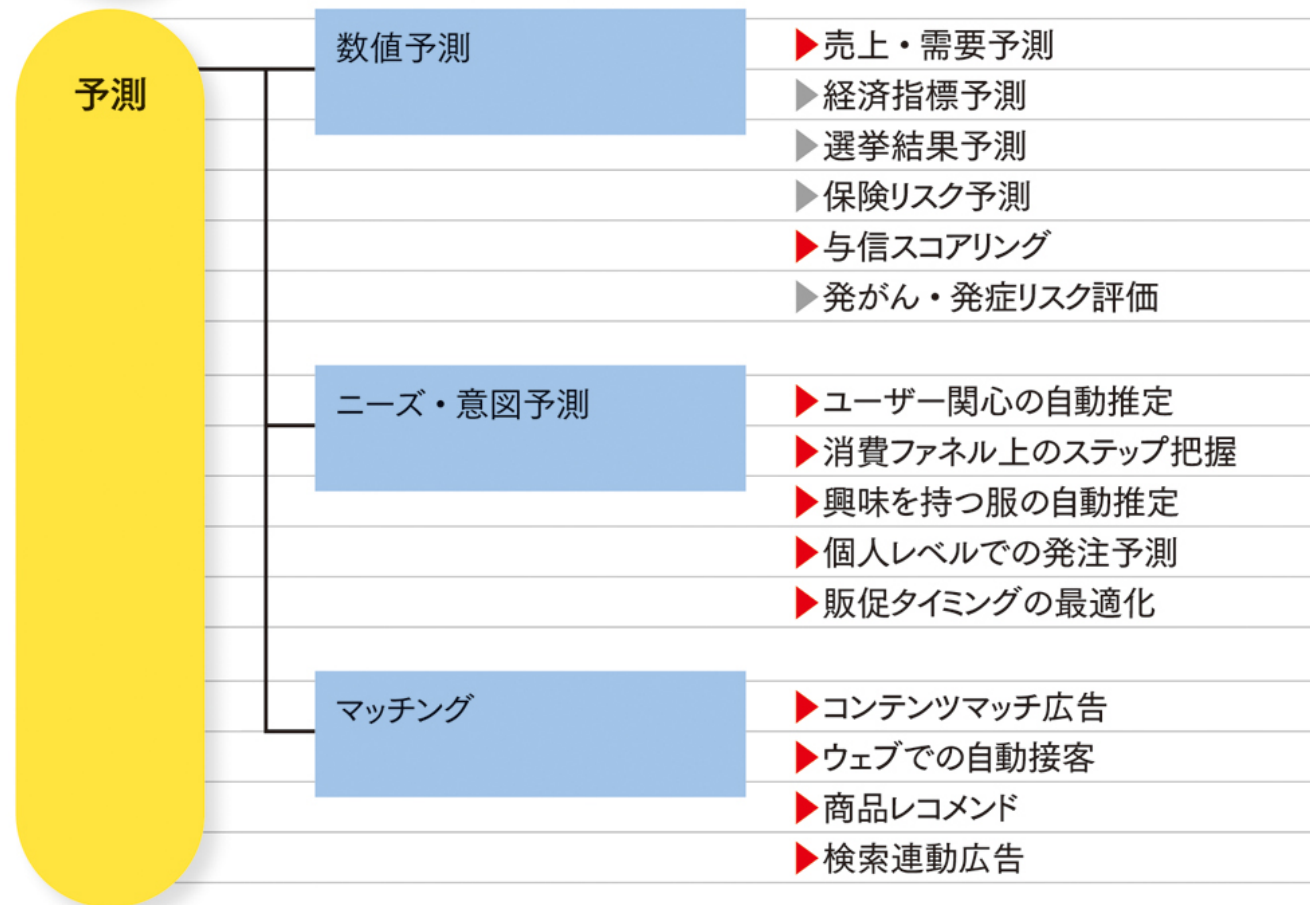 予測
数値予測
▶売上・需要予測
▶経済指標予測
▶選挙結果予測
▶保険リスク予測
▶与信スコアリング
▶発がん・発症リスク評価
ニーズ・意図予測
▶ユーザー関心の自動推定
▶消費ファネル上のステップ把握
▶興味を持つ服の自動推定
▶個人レベルでの発注予測
▶販促タイミングの最適化
マッチング
▶コンテンツマッチ広告
▶ウェブでの自動接客
▶商品レコメンド
▶検索連動広告